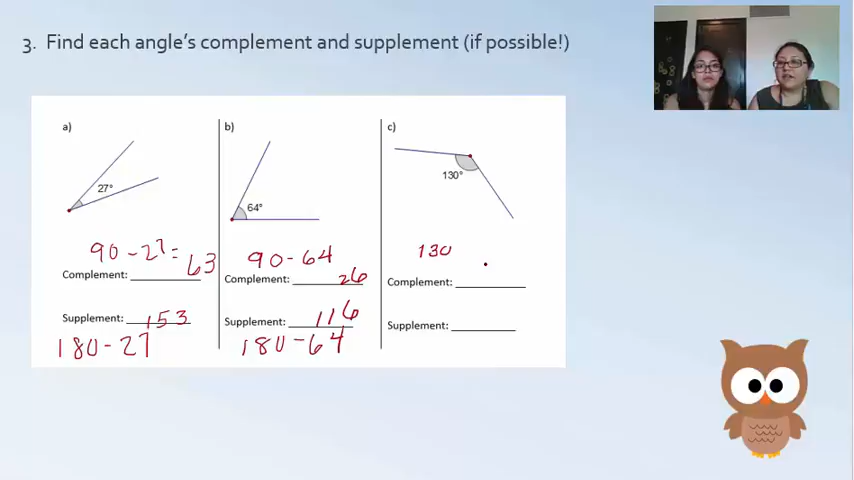 3. Find each angle's complement and supplement (if possible!)
a)
27°
90 - 27 = 63
Complement:
Supplement: 153
180 - 27
b)
64°
90 - 64
Complement: 26
Supplement: 116
180 - 64
c)
130°
130
Complement:
Supplement: